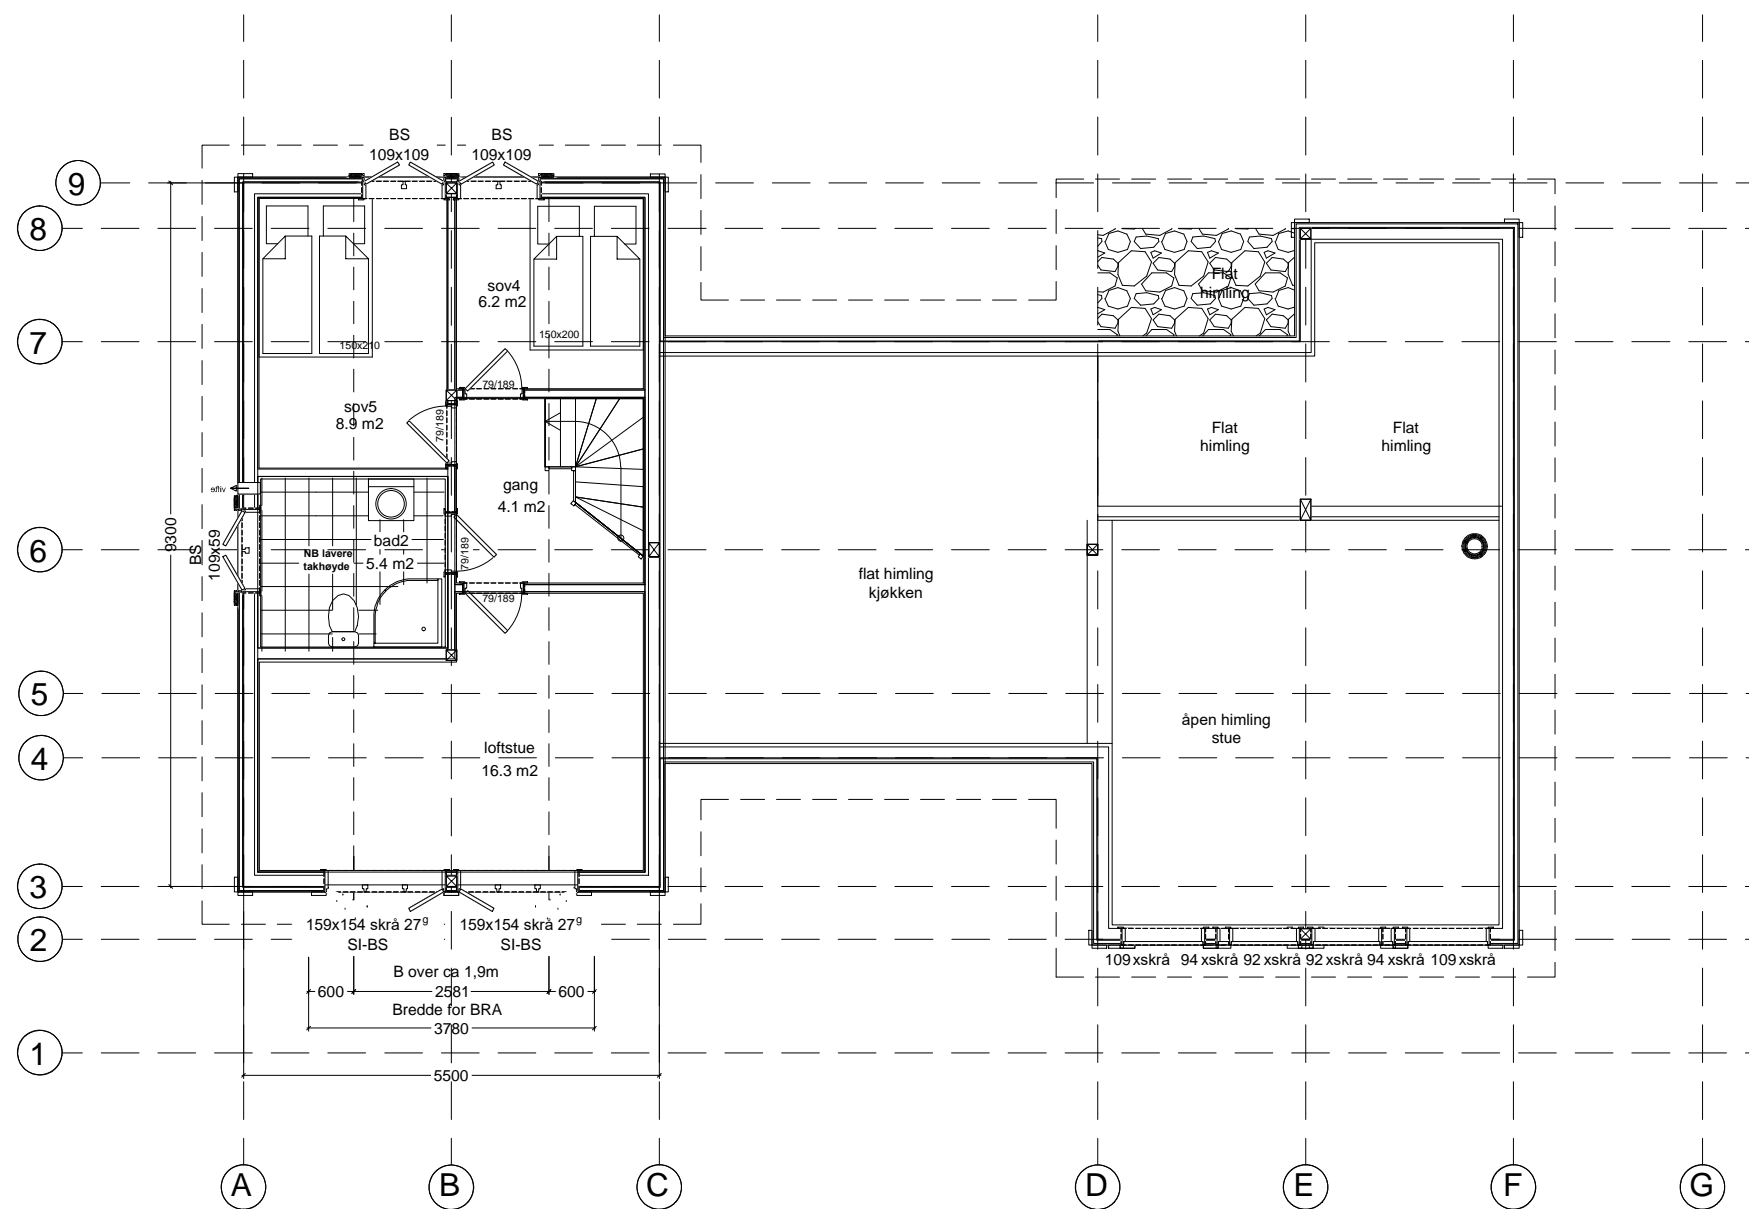 BS
BS
109x109
109x109
9
8
sov4
6.2 m2
Flat
himling
7
150x210
150x200
79/189
sov5
8.9 m2
79/189
Flat
himling
Flat
himling
gang
4.1 m2
9300
6
BS
109x59
NB lavere
takhøyde
bad2
5.4 m2
79/189
79/189
flat himling
kjøkken
5
åpen himling
stue
4
loftstue
16.3 m2
3
159x154 skrå 27g
SI-BS
159x154 skrå 27g
SI-BS
2
109 xskrå 94 xskrå 92 xskrå 92 xskrå 94 xskrå 109 xskrå
B over ca 1,9m
600 2581 600
Bredde for BRA
3780
1
5500
A B C D E F G